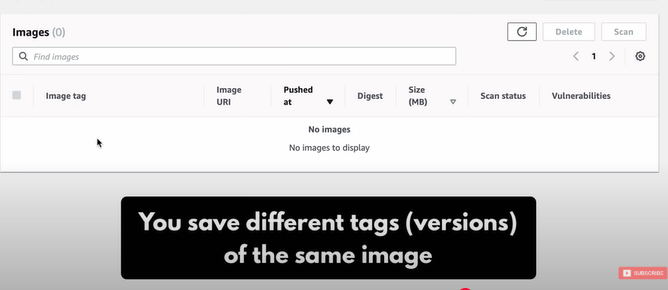 Images (0)
Delete
Scan
Find images
1
Image tag
Image URI
Pushed at
Digest
Size (MB)
Scan status
Vulnerabilities
No images
No images to display
You save different tags (versions)
of the same image
SUBSCRIBE